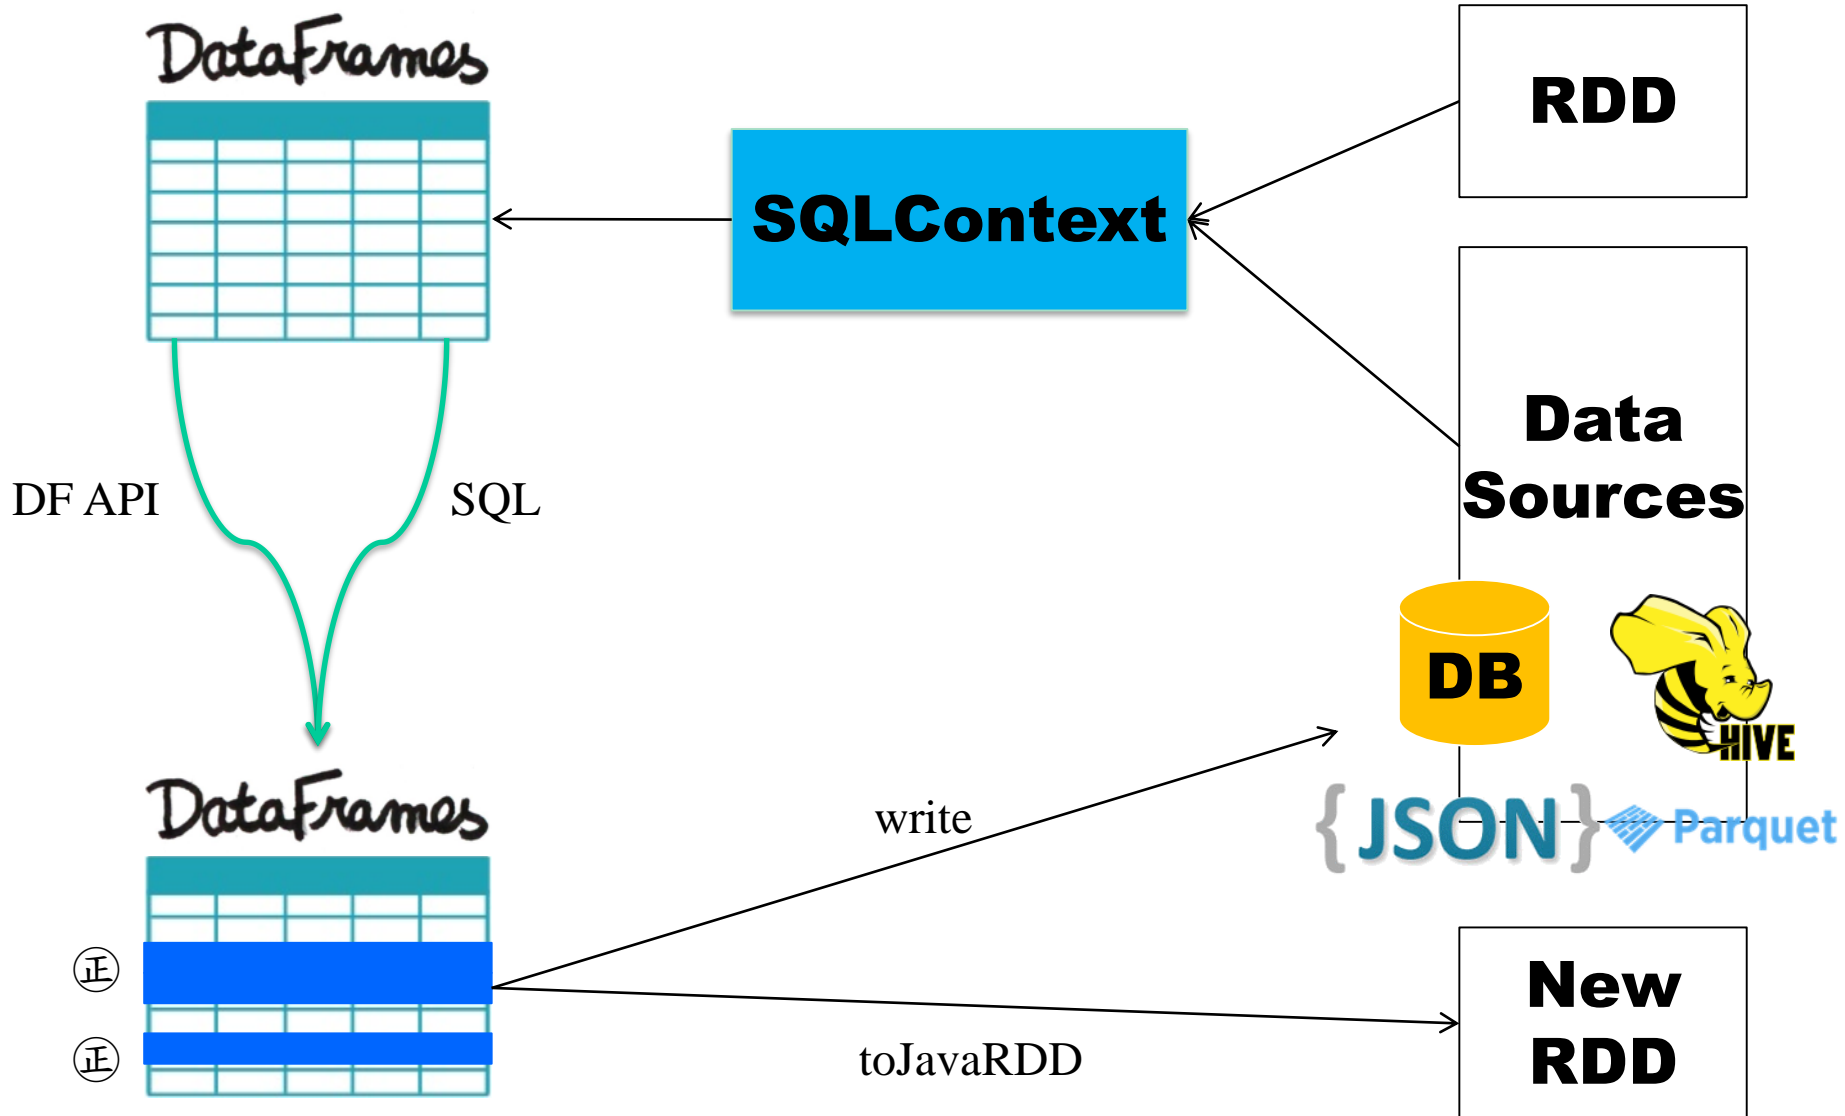 DataFrames
RDD
SQLContext
Data
Sources
DF API
SQL
DB
HIVE
DataFrames
write
{JSON}
Parquet
㊣
㊣
toJavaRDD
New
RDD